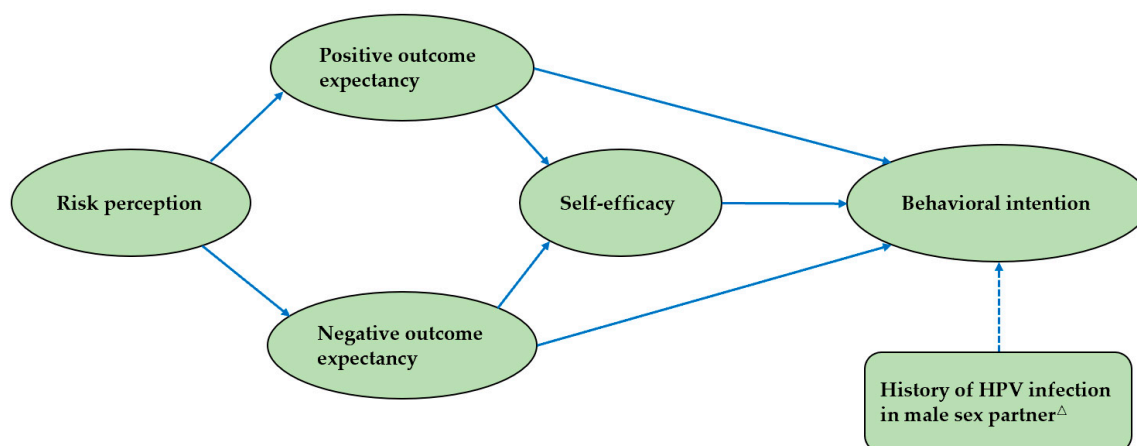 Positive outcome
expectancy
Risk perception
Self-efficacy
Behavioral intention
Negative outcome
expectancy
History of HPV infection
in male sex partner△